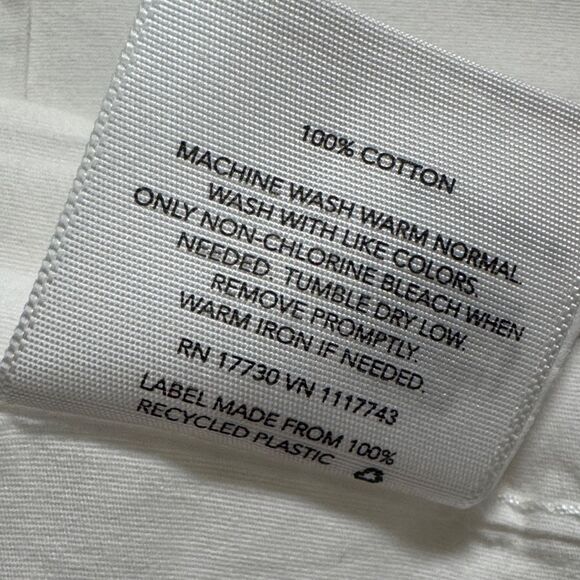 100% COTTON
MACHINE WASH WARM NORMAL
WASH WITH LIKE COLORS.
ONLY NON-CHLORINE BLEACH WHEN
NEEDED. TUMBLE DRY LOW.
REMOVE PROMPTLY.
WARM IRON IF NEEDED.
RN 17730 VN 1117743
LABEL MADE FROM 100%
RECYCLED PLASTIC